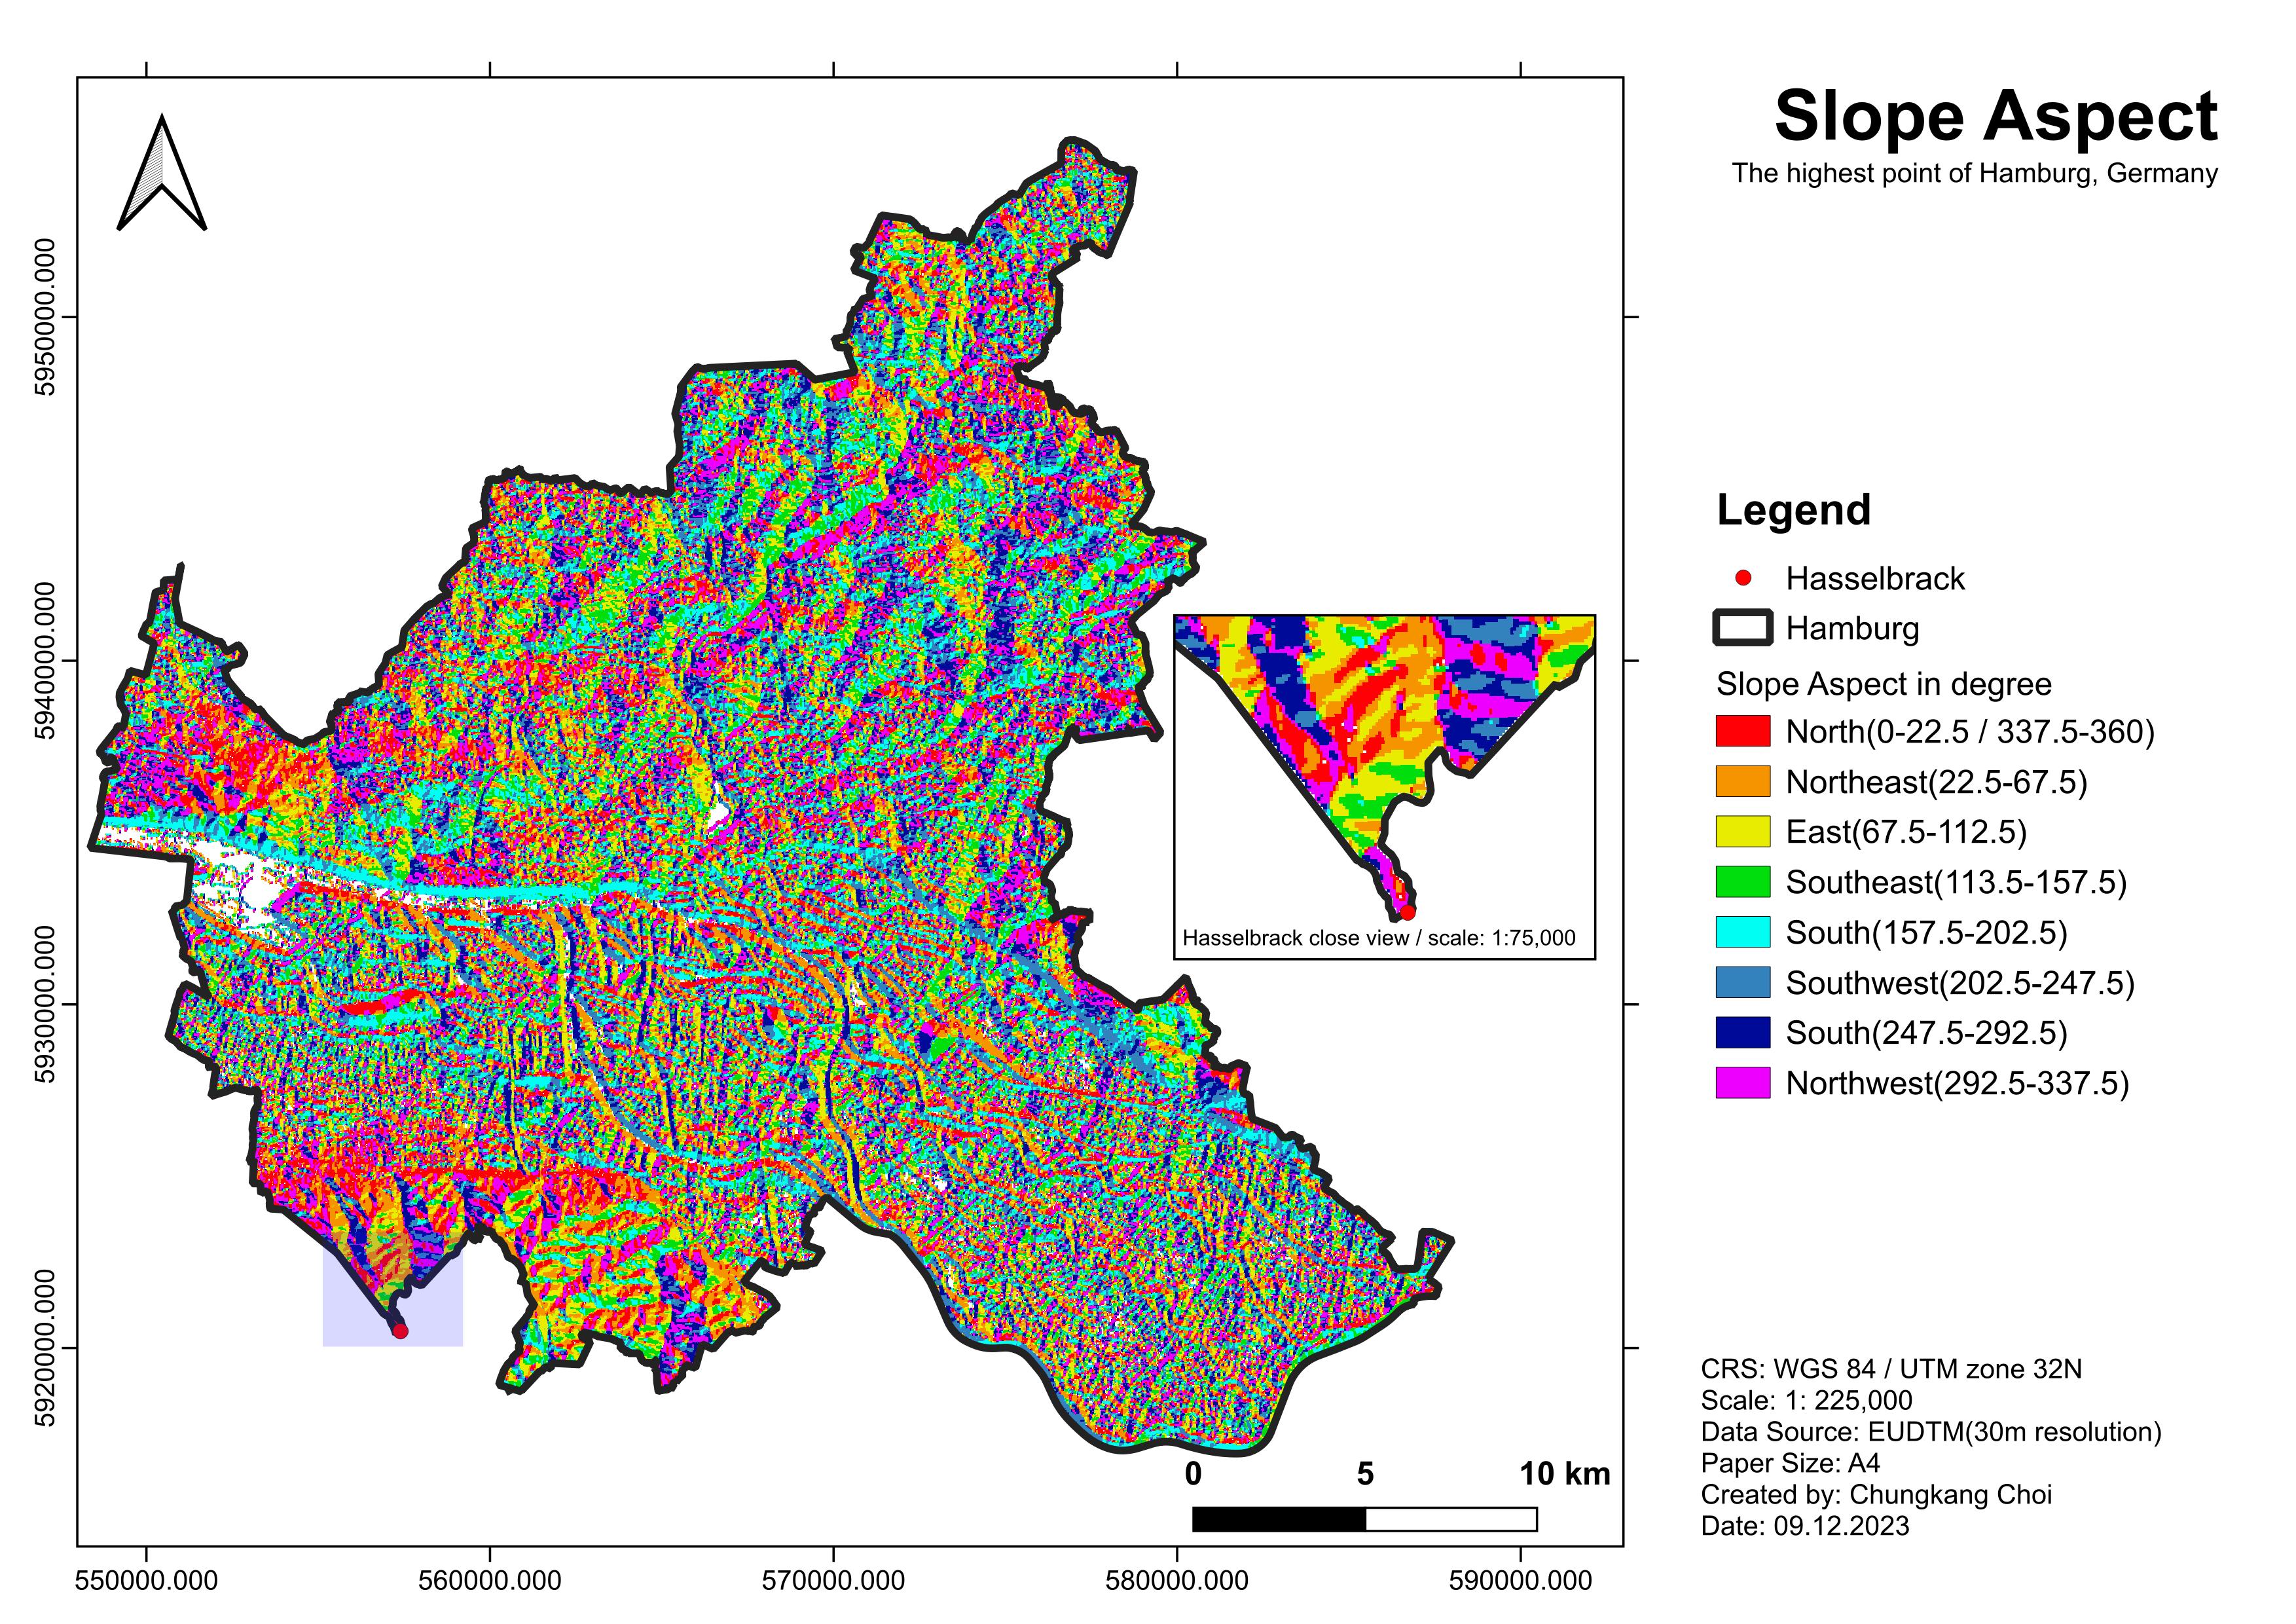 Slope Aspect
The highest point of Hamburg, Germany
5950000.000
5940000.000
5930000.000
5920000.000
550000.000
560000.000
570000.000
580000.000
590000.000
Hasselbrack close view / scale: 1:75,000
0 5 10 km
Legend
Hasselbrack
Hamburg
Slope Aspect in degree
North(0-22.5 / 337.5-360)
Northeast(22.5-67.5)
East(67.5-112.5)
Southeast(113.5-157.5)
South(157.5-202.5)
Southwest(202.5-247.5)
South(247.5-292.5)
Northwest(292.5-337.5)
CRS: WGS 84 / UTM zone 32N
Scale: 1: 225,000
Data Source: EUDTM(30m resolution)
Paper Size: A4
Created by: Chungkang Choi
Date: 09.12.2023